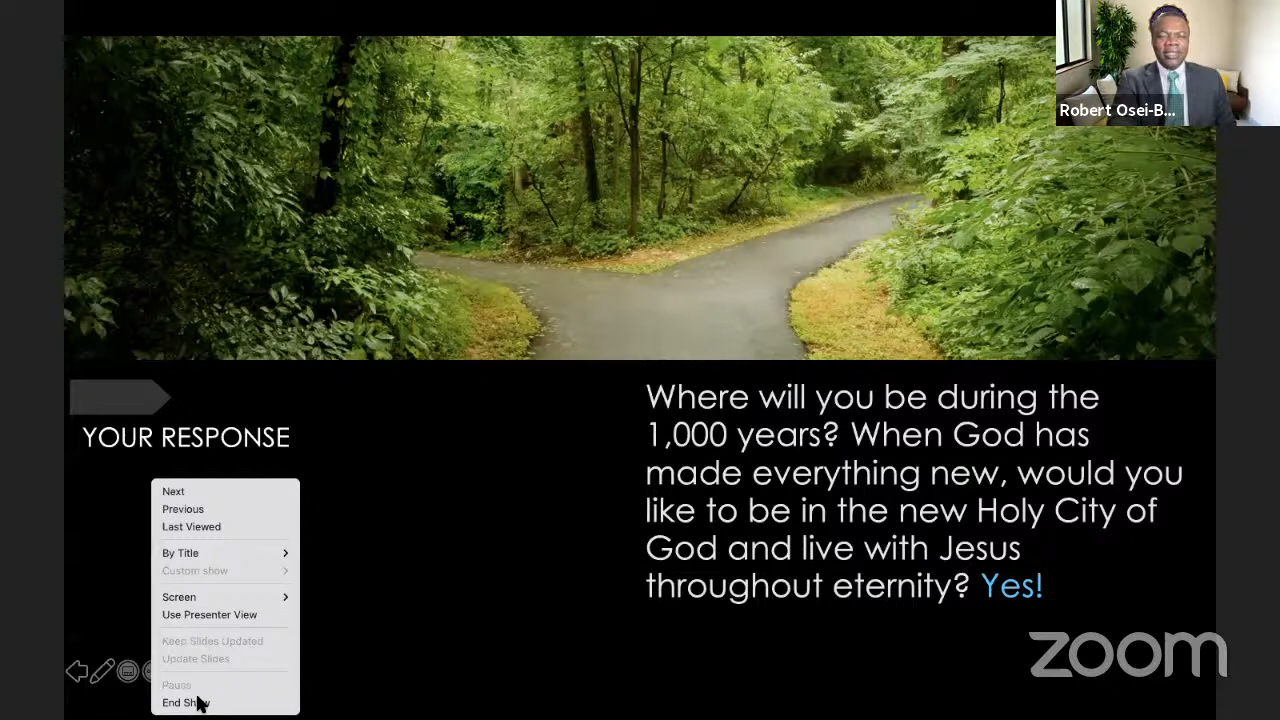 Robert Osei-B...
YOUR RESPONSE
Where will you be during the
1,000 years? When God has
made everything new, would you
like to be in the new Holy City of
God and live with Jesus
throughout eternity? Yes!
Next
Previous
Last Viewed
By Title
Custom show
Screen
Use Presenter View
Keep Slides Updated
Update Slides
Pause
End Show
zoom